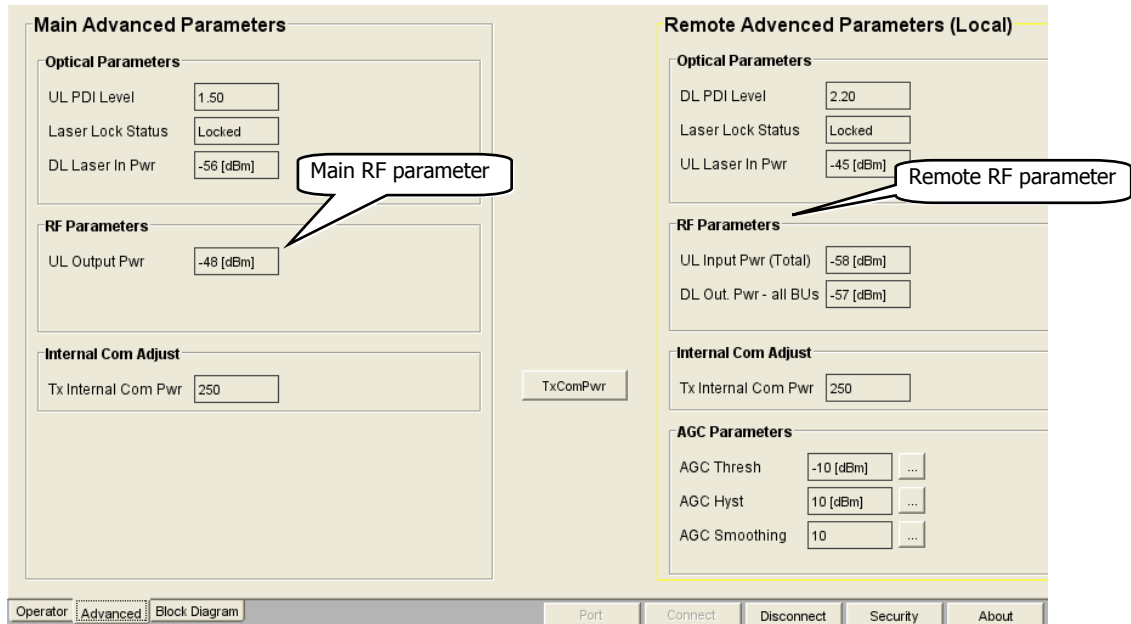 Main Advanced Parameters
Optical Parameters
UL PDI Level 1.50
Laser Lock Status Locked
DL Laser In Pwr -56 [dBm]
Main RF parameter
RF Parameters
UL Output Pwr -48 [dBm]
Internal Com Adjust
Tx Internal Com Pwr 250
TxComPwr
Remote Advenced Parameters (Local)
Optical Parameters
DL PDI Level 2.20
Laser Lock Status Locked
UL Laser In Pwr -45 [dBm]
Remote RF parameter
RF Parameters
UL Input Pwr (Total) -58 [dBm]
DL Out. Pwr - all BUs -57 [dBm]
Internal Com Adjust
Tx Internal Com Pwr 250
AGC Parameters
AGC Thresh -10 [dBm] ...
AGC Hyst 10 [dBm] ...
AGC Smoothing 10 ...
Operator Advanced Block Diagram Port Connect Disconnect Security About